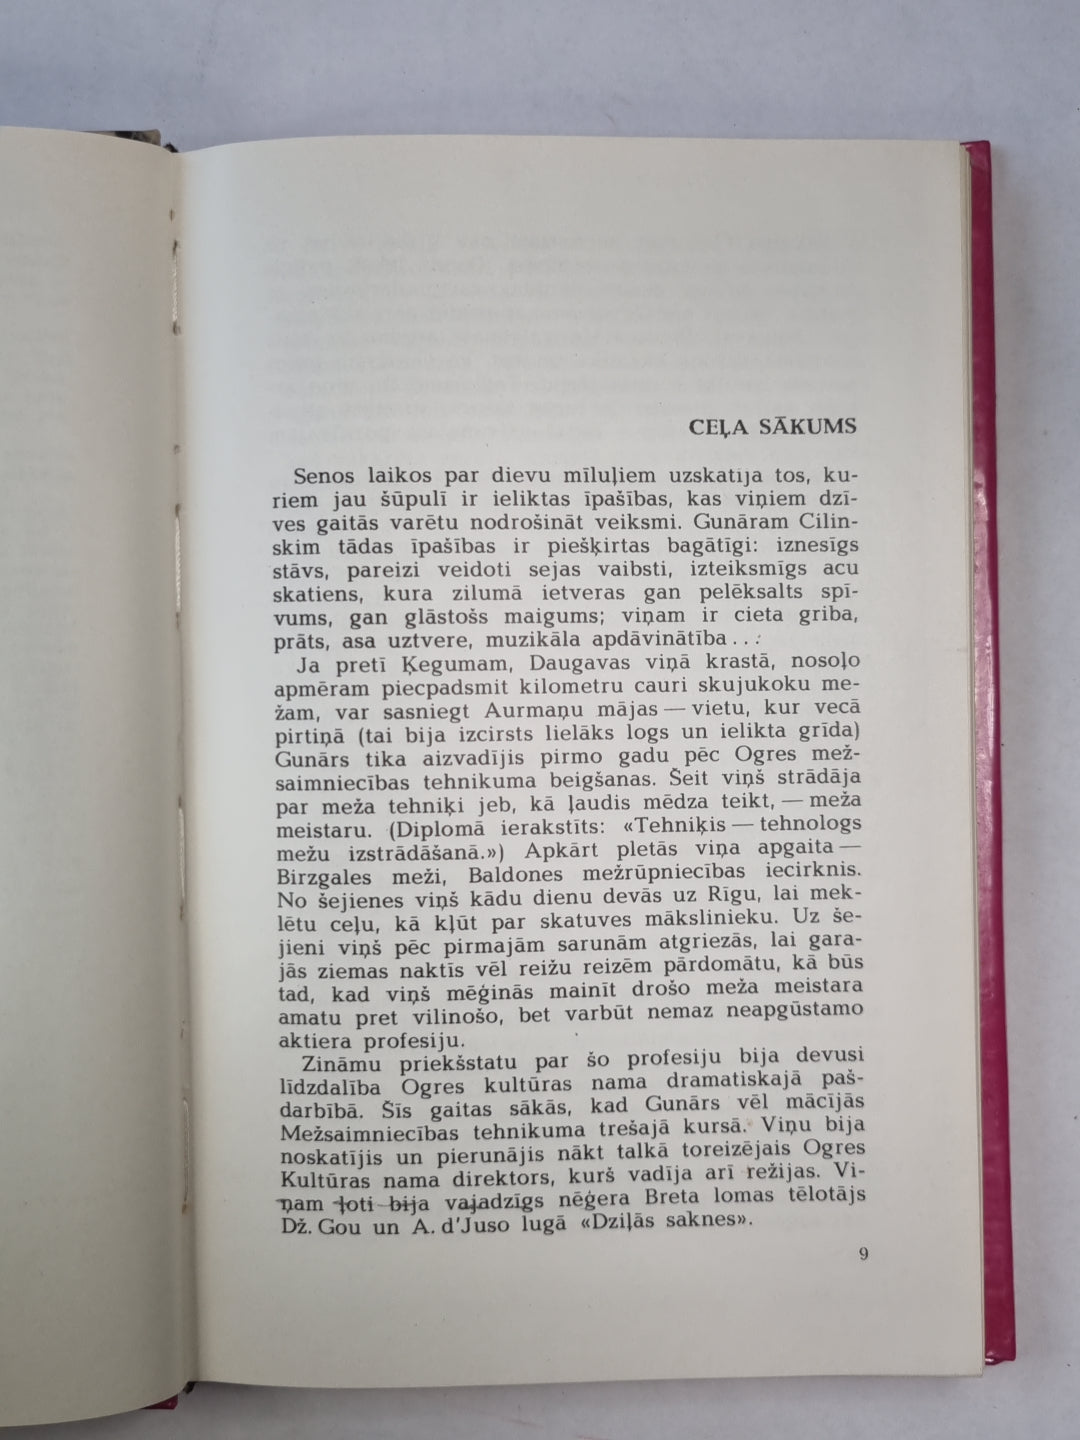 CEĻA SĀKUMS
Senos laikos par dievu mīluļiem uzskatīja tos, ku-
riem jau šūpulī ir ieliktas īpašības, kas viņiem dzī-
ves gaitās varētu nodrošināt veiksmi. Gunāram Cilin-
skim tādas īpašības ir piešķirtas bagātīgi: iznesīgs
stāvs, pareizi veidoti sejas vaibsti, izteiksmīgs acu
skatiens, kura zilumā ietveras gan pelēksalts spī-
vums, gan glāstošs maigums; viņam ir cieta griba,
prāts, asa uztvere, muzikāla apdāvinātība...
Ja pretī Ķegumam, Daugavas viņā krastā, nosoļo
apmēram piecpadsmit kilometru cauri skujukoku me-
žam, var sasniegt Aurmaņu mājas — vietu, kur vecā
pirtiņā (tai bija izcirsts lielāks logs un ielikta grīda)
Gunārs tika aizvadījis pirmo gadu pēc Ogres mež-
saimniecības tehnikuma beigšanas. Šeit viņš strādāja
par meža tehniķi jeb, kā ļaudis mēdza teikt, — meža
meistaru. (Diplomā ierakstīts: «Tehniķis — tehnologs
mežu izstrādāšanā.») Apkārt pletās viņa apgaita —
Birzgales meži, Baldones mežrūpniecības iecirknis.
No šejienes viņš kādu dienu devās uz Rīgu, lai mek-
lētu ceļu, kā kļūt par skatuves mākslinieku. Uz še-
jieni viņš pēc pirmajām sarunām atgriezās, lai gara-
jās ziemas naktīs vēl reižu reizēm pārdomātu, kā būs
tad, kad viņš mēģinās mainīt drošo meža meistara
amatu pret vilinošo, bet varbūt nemaz neapgūstamo
aktiera profesiju.
Zināmu priekšstatu par šo profesiju bija devusi
līdzdalība Ogres kultūras nama dramatiskajā paš-
darbībā. Šīs gaitas sākās, kad Gunārs vēl mācījās
Mežsaimniecības tehnikuma trešajā kursā. Viņu bija
noskatījis un pierunājis nākt talkā toreizējais Ogres
Kultūras nama direktors, kurš vadīja arī režijas. Vi-
ņam ļoti bija vajadzīgs nēģera Breta lomas tēlotājs
Dž. Gou un A. d'Juso lugā «Dziļās saknes».
9